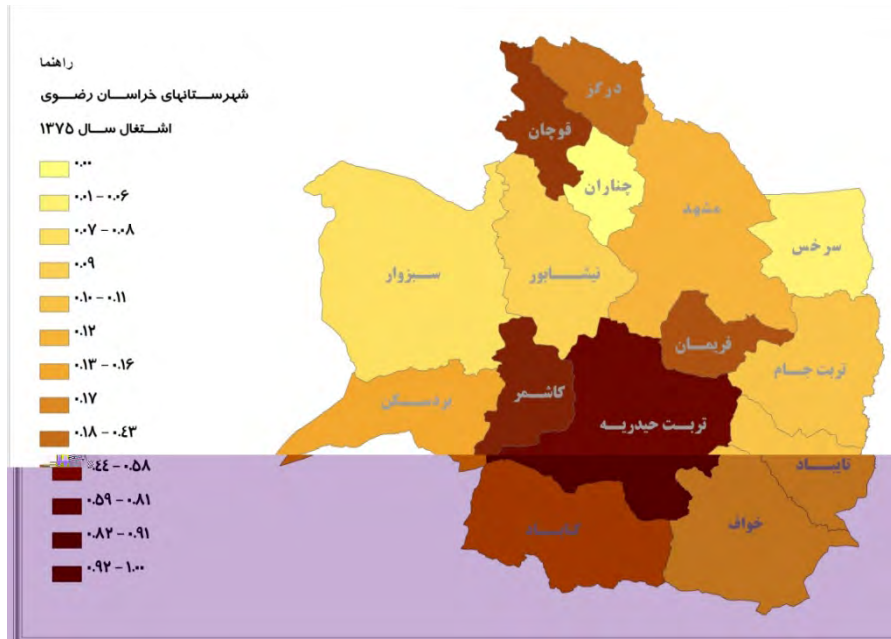 راهنما
شهرستانهای خراسان رضوی
اشتغال سال ۱۳۷۵
۰.۰۰
۰.۰۱ – ۰.۰۶
۰.۰۷ – ۰.۰۸
۰.۰۹
۰.۱۰ – ۰.۱۱
۰.۱۲
۰.۱۳ – ۰.۱۶
۰.۱۷
۰.۱۸ – ۰.۴۳
۰.۴۴ – ۰.۵۸
۰.۵۹ – ۰.۸۱
۰.۸۲ – ۰.۹۱
۰.۹۲ – ۱.۰۰
درگز
قوچان
چناران
مشهد
سرخس
نیشابور
سبزوار
فریمان
تربت جام
کاشمر
بردسکن
تربت حیدریه
تایباد
خواف
گناباد